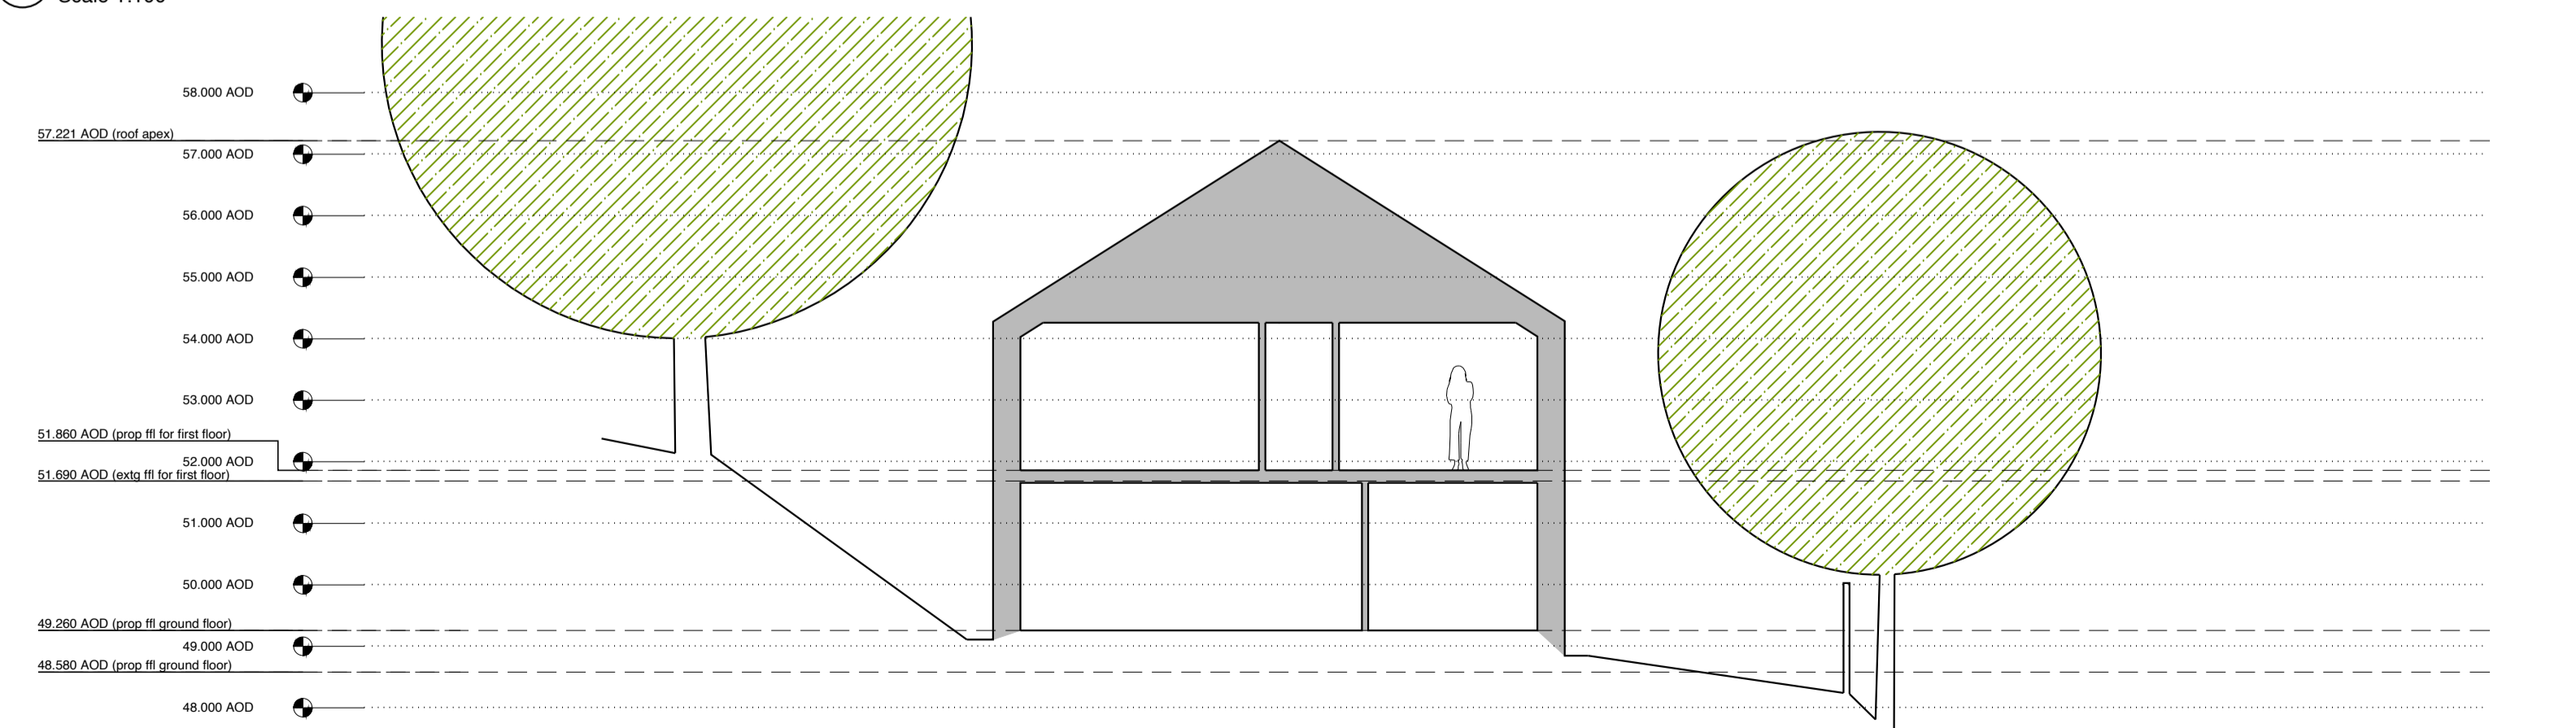 58.000 AOD
57.221 AOD (roof apex)
57.000 AOD
56.000 AOD
55.000 AOD
54.000 AOD
53.000 AOD
51.860 AOD (prop ffl for first floor)
52.000 AOD
51.690 AOD (extg ffl for first floor)
51.000 AOD
50.000 AOD
49.260 AOD (prop ffl ground floor)
49.000 AOD
48.580 AOD (prop ffl ground floor)
48.000 AOD